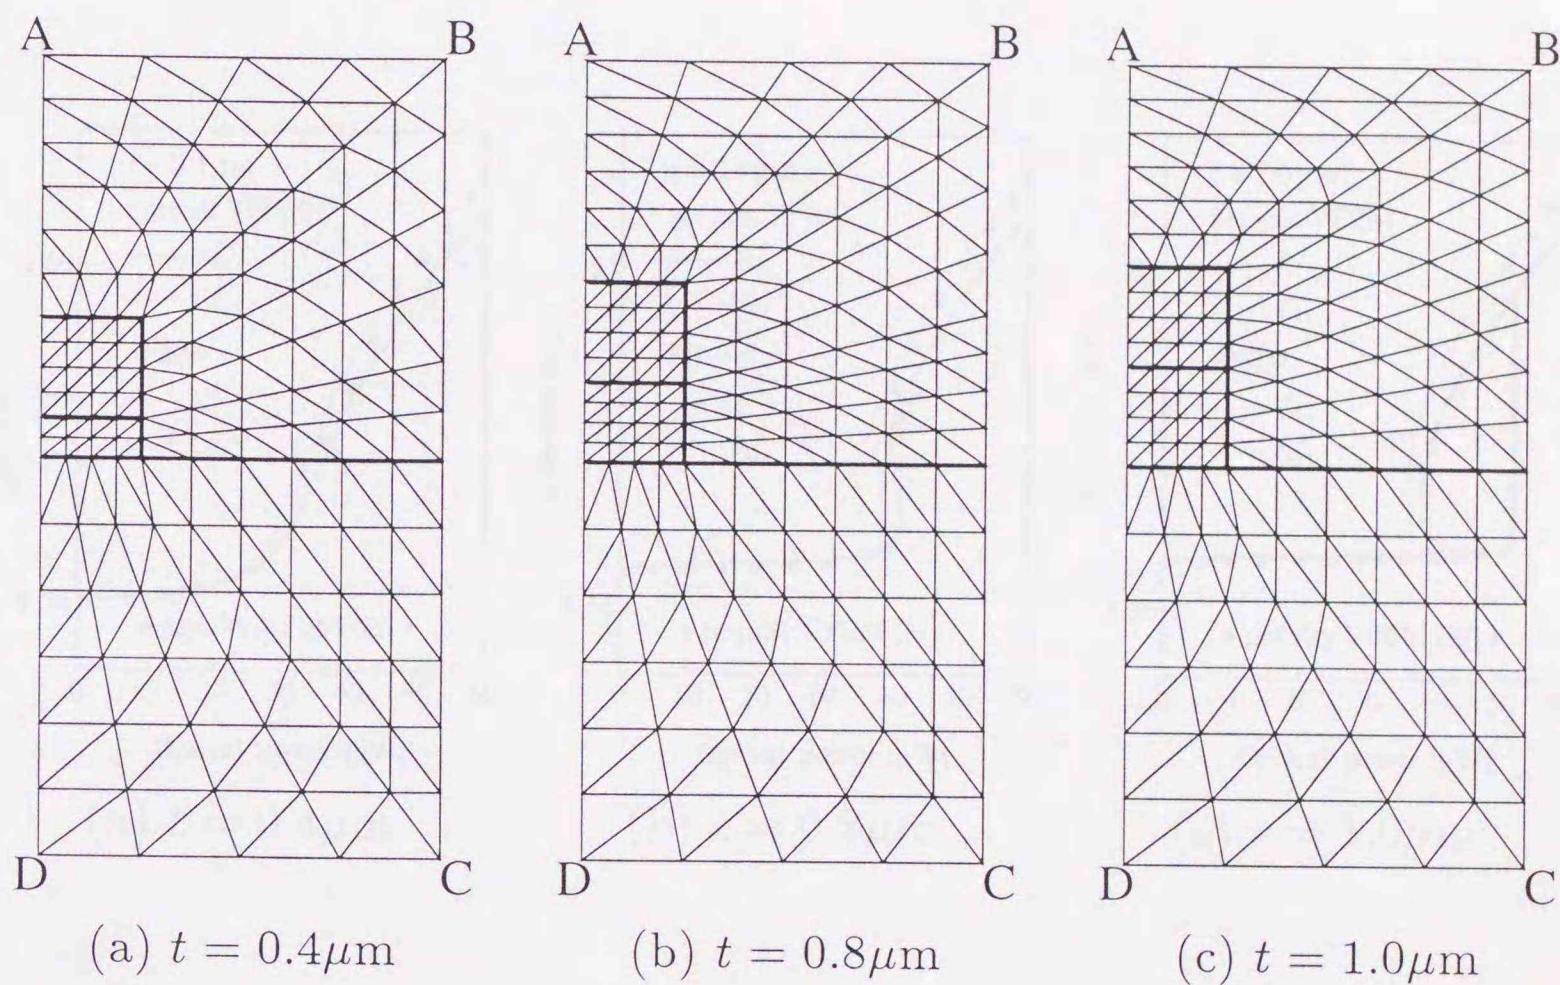 A
B
D
C
(a) t = 0.4μm
A
B
D
C
(b) t = 0.8μm
A
B
D
C
(c) t = 1.0μm